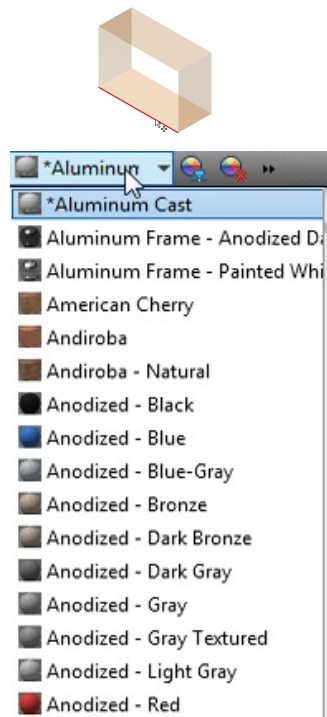 *Aluminun
*Aluminum Cast
Aluminum Frame - Anodized Da
Aluminum Frame - Painted Whi
American Cherry
Andiroba
Andiroba - Natural
Anodized - Black
Anodized - Blue
Anodized - Blue-Gray
Anodized - Bronze
Anodized - Dark Bronze
Anodized - Dark Gray
Anodized - Gray
Anodized - Gray Textured
Anodized - Light Gray
Anodized - Red